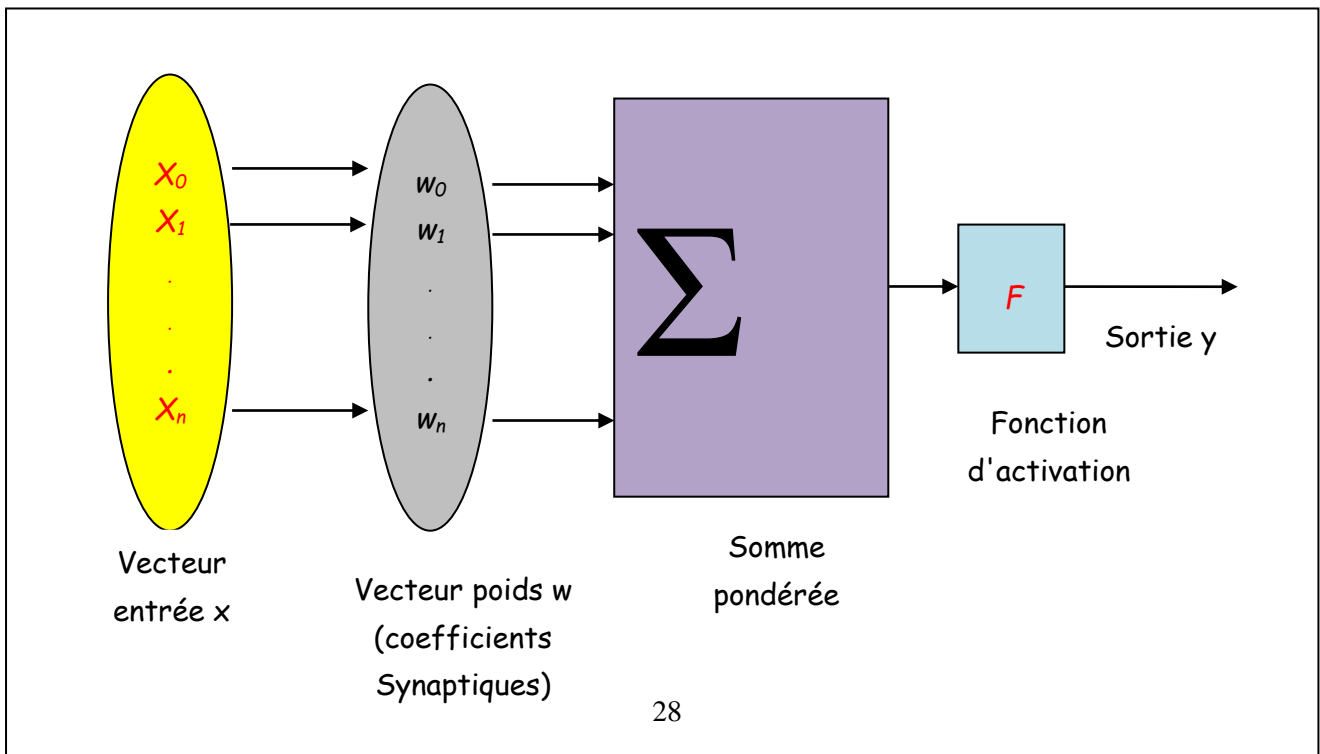 X0
X1
.
.
.
Xn
Vecteur
entrée x
w0
w1
.
.
.
wn
Vecteur poids w
(coefficients
Synaptiques)
Σ
Somme
pondérée
F
Fonction
d'activation
Sortie y
28